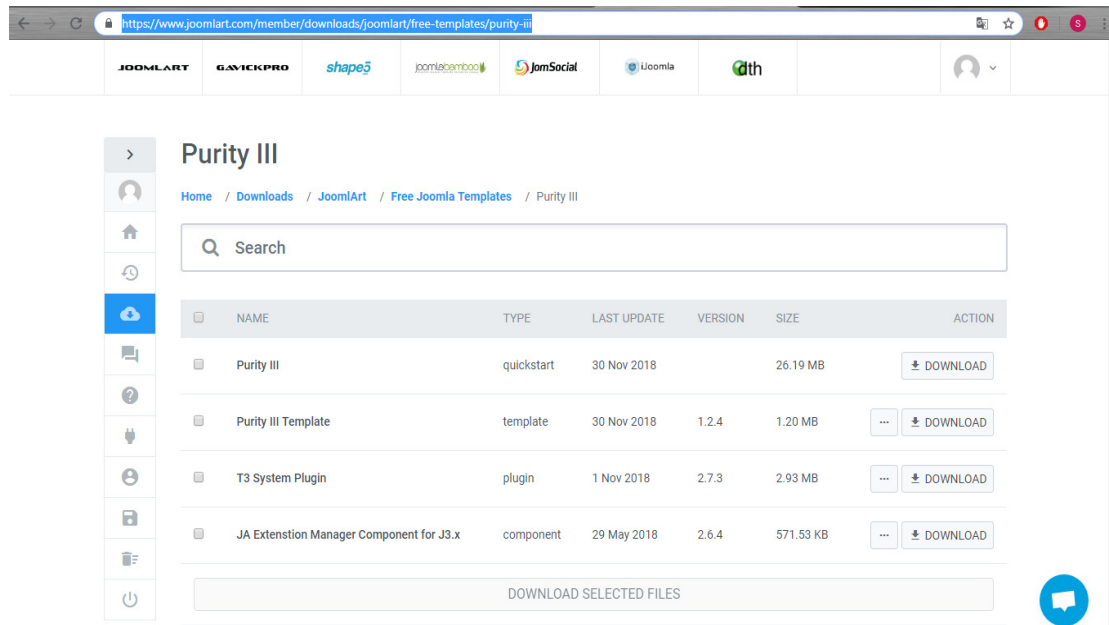 https://www.joomlart.com/member/downloads/joomlart/free-templates/purity-iii
S
JOOMLART GAVICKPRO shape5 joomlabamboo JomSocial iJoomla dth
Purity III
Home / Downloads / JoomlArt / Free Joomla Templates / Purity III
Search
NAME TYPE LAST UPDATE VERSION SIZE ACTION
Purity III quickstart 30 Nov 2018 26.19 MB DOWNLOAD
Purity III Template template 30 Nov 2018 1.2.4 1.20 MB ... DOWNLOAD
T3 System Plugin plugin 1 Nov 2018 2.7.3 2.93 MB ... DOWNLOAD
JA Extenstion Manager Component for J3.x component 29 May 2018 2.6.4 571.53 KB ... DOWNLOAD
DOWNLOAD SELECTED FILES